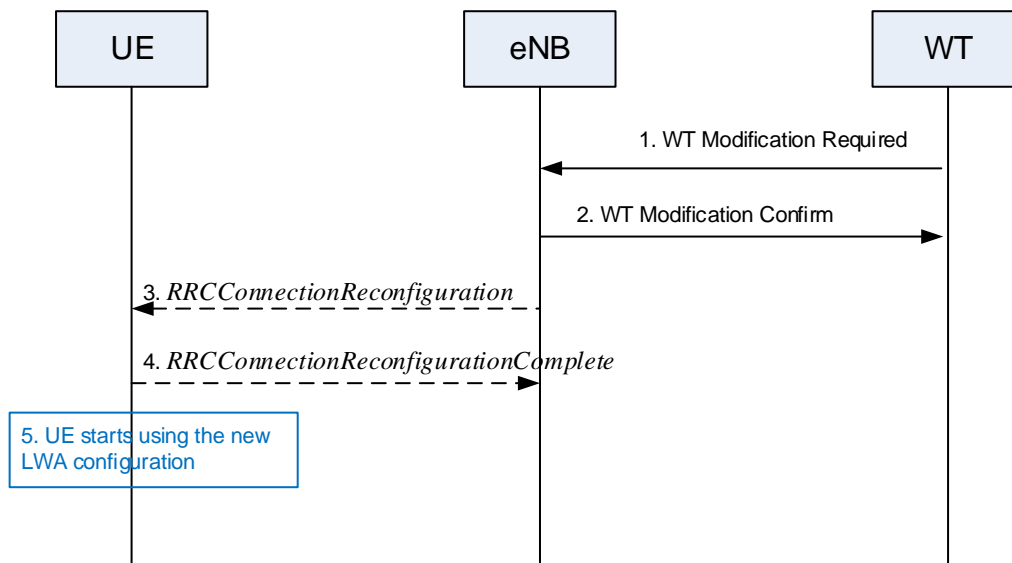 UE
eNB
WT
1. WT Modification Required
2. WT Modification Confirm
3. RRCConnectionReconfiguration
4. RRCConnectionReconfigurationComplete
5. UE starts using the new
LWA configuration